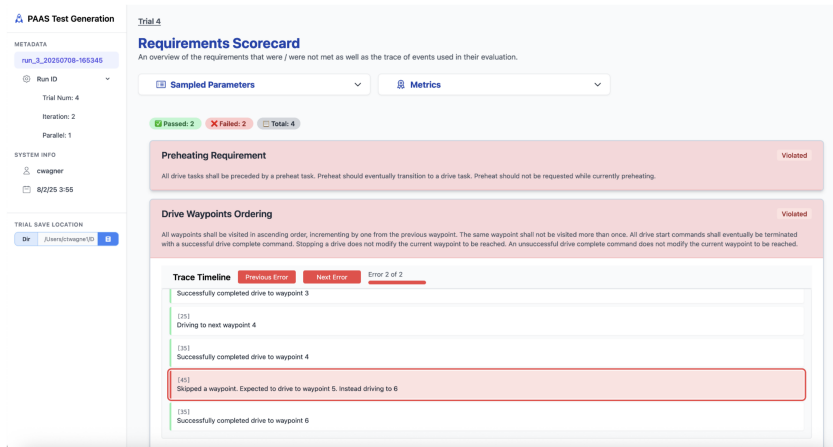 PAAS Test Generation
METADATA
run_3_20250708-165345
Run ID
Trial Num: 4
Iteration: 2
Parallel: 1
SYSTEM INFO
cwagner
8/2/25 3:55
TRIAL SAVE LOCATION
Dir /Users/ctwagne1/D
Trial 4
Requirements Scorecard
An overview of the requirements that were / were not met as well as the trace of events used in their evaluation.
Sampled Parameters
Metrics
Passed: 2 Failed: 2 Total: 4
Preheating Requirement Violated
All drive tasks shall be preceded by a preheat task. Preheat should eventually transition to a drive task. Preheat should not be requested while currently preheating.
Drive Waypoints Ordering Violated
All waypoints shall be visited in ascending order, incrementing by one from the previous waypoint. The same waypoint shall not be visited more than once. All drive start commands shall eventually be terminated
with a successful drive complete command. Stopping a drive does not modify the current waypoint to be reached. An unsuccessful drive complete command does not modify the current waypoint to be reached.
Trace Timeline Previous Error Next Error Error 2 of 2
Successfully completed drive to waypoint 3
[25]
Driving to next waypoint 4
[35]
Successfully completed drive to waypoint 4
[45]
Skipped a waypoint. Expected to drive to waypoint 5. Instead driving to 6
[35]
Successfully completed drive to waypoint 6